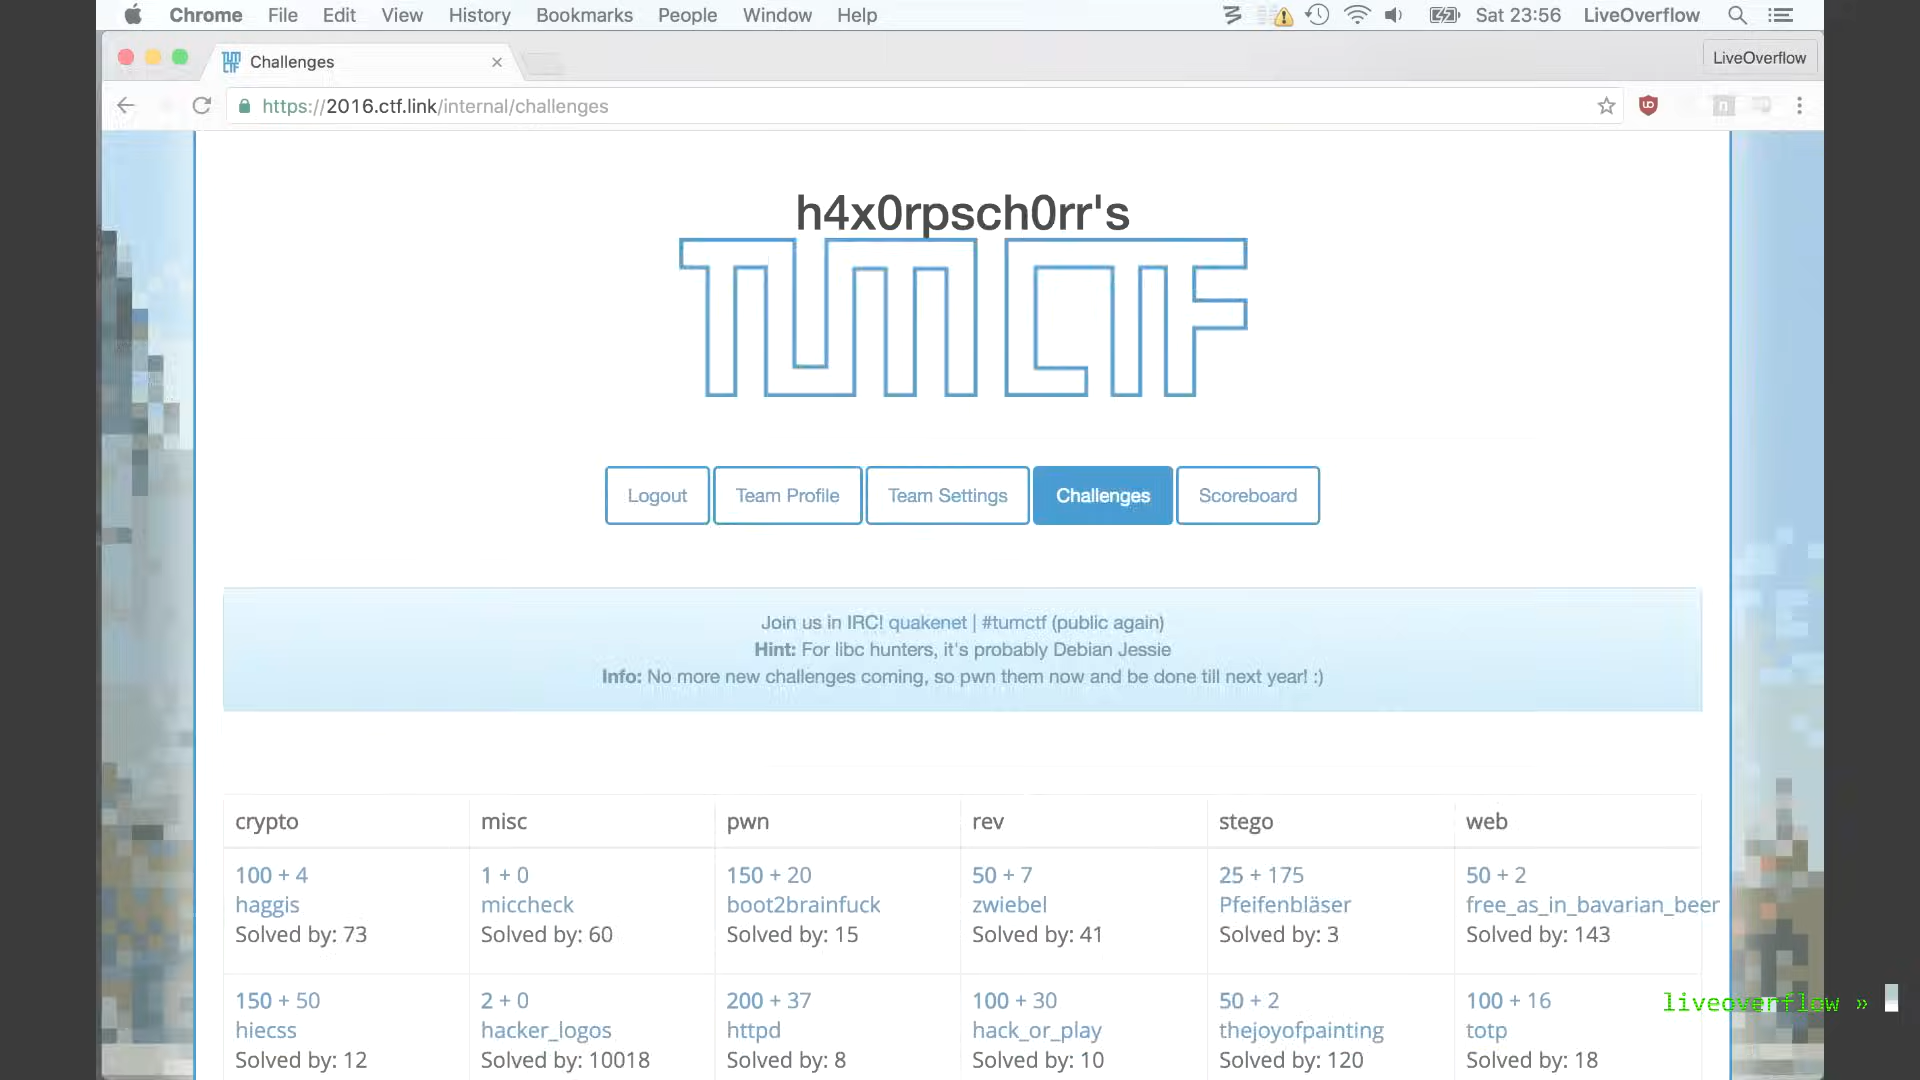 Chrome File Edit View History Bookmarks People Window Help Sat 23:56 LiveOverflow
Challenges LiveOverflow
https://2016.ctf.link/internal/challenges
h4x0rpsch0rr's
TUM CTF
Logout Team Profile Team Settings Challenges Scoreboard
Join us in IRC! quakenet | #tumctf (public again)
Hint: For libc hunters, it's probably Debian Jessie
Info: No more new challenges coming, so pwn them now and be done till next year! :)
crypto misc pwn rev stego web
100 + 4 1 + 0 150 + 20 50 + 7 25 + 175 50 + 2
haggis miccheck boot2brainfuck zwiebel Pfeifenbläser free_as_in_bavarian_beer
Solved by: 73 Solved by: 60 Solved by: 15 Solved by: 41 Solved by: 3 Solved by: 143
150 + 50 2 + 0 200 + 37 100 + 30 50 + 2 100 + 16
hiecss hacker_logos httpd hack_or_play thejoyofpainting totp
Solved by: 12 Solved by: 10018 Solved by: 8 Solved by: 10 Solved by: 120 Solved by: 18
liveoverflow »